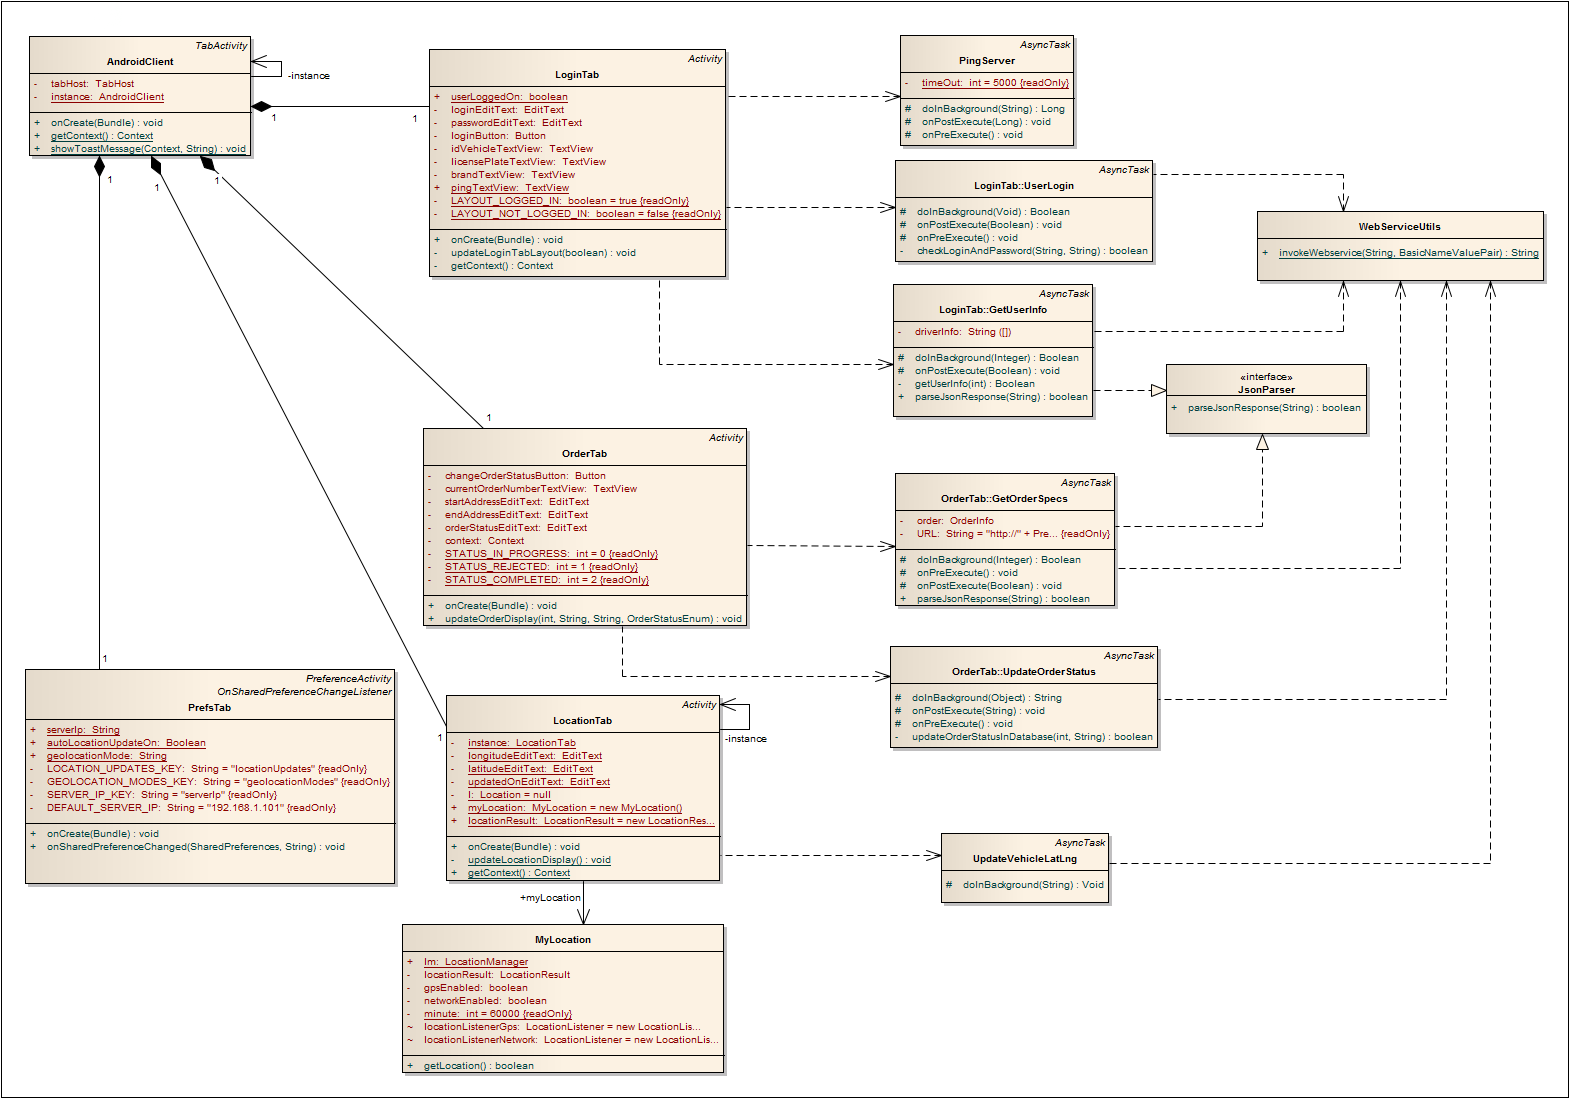 TabActivity
AndroidClient
- tabHost: TabHost
- instance: AndroidClient
+ onCreate(Bundle) : void
+ getContext() : Context
+ showToastMessage(Context, String) : void
-instance
1
1
1
1
1
Activity
LoginTab
+ userLoggedOn: boolean
- loginEditText: EditText
- passwordEditText: EditText
- loginButton: Button
- idVehicleTextView: TextView
- licensePlateTextView: TextView
- brandTextView: TextView
+ pingTextView: TextView
- LAYOUT_LOGGED_IN: boolean = true {readOnly}
- LAYOUT_NOT_LOGGED_IN: boolean = false {readOnly}
+ onCreate(Bundle) : void
- updateLoginTabLayout(boolean) : void
- getContext() : Context
AsyncTask
PingServer
- timeOut: int = 5000 {readOnly}
# doInBackground(String) : Long
# onPostExecute(Long) : void
# onPreExecute() : void
AsyncTask
LoginTab::UserLogin
# doInBackground(Void) : Boolean
# onPostExecute(Boolean) : void
# onPreExecute() : void
- checkLoginAndPassword(String, String) : boolean
WebServiceUtils
+ invokeWebservice(String, BasicNameValuePair) : String
AsyncTask
LoginTab::GetUserInfo
- driverInfo: String ([])
# doInBackground(Integer) : Boolean
# onPostExecute(Boolean) : void
- getUserInfo(int) : Boolean
+ parseJsonResponse(String) : boolean
«interface»
JsonParser
+ parseJsonResponse(String) : boolean
1
Activity
OrderTab
- changeOrderStatusButton: Button
- currentOrderNumberTextView: TextView
- startAddressEditText: EditText
- endAddressEditText: EditText
- orderStatusEditText: EditText
- context: Context
- STATUS_IN_PROGRESS: int = 0 {readOnly}
- STATUS_REJECTED: int = 1 {readOnly}
- STATUS_COMPLETED: int = 2 {readOnly}
+ onCreate(Bundle) : void
+ updateOrderDisplay(int, String, String, OrderStatusEnum) : void
AsyncTask
OrderTab::GetOrderSpecs
- order: OrderInfo
- URL: String = "http://" + Pre... {readOnly}
# doInBackground(Integer) : Boolean
# onPreExecute() : void
# onPostExecute(Boolean) : void
+ parseJsonResponse(String) : boolean
AsyncTask
OrderTab::UpdateOrderStatus
# doInBackground(Object) : String
# onPostExecute(String) : void
# onPreExecute() : void
- updateOrderStatusInDatabase(int, String) : boolean
1
PreferenceActivity
OnSharedPreferenceChangeListener
PrefsTab
+ serverIp: String
+ autoLocationUpdateOn: Boolean
+ geolocationMode: String
- LOCATION_UPDATES_KEY: String = "locationUpdates" {readOnly}
- GEOLOCATION_MODES_KEY: String = "geolocationModes" {readOnly}
- SERVER_IP_KEY: String = "serverIp" {readOnly}
- DEFAULT_SERVER_IP: String = "192.168.1.101" {readOnly}
+ onCreate(Bundle) : void
+ onSharedPreferenceChanged(SharedPreferences, String) : void
1
Activity
LocationTab
- instance: LocationTab
- longitudeEditText: EditText
- latitudeEditText: EditText
- updatedOnEditText: EditText
- l: Location = null
+ myLocation: MyLocation = new MyLocation()
+ locationResult: LocationResult = new LocationRes...
+ onCreate(Bundle) : void
- updateLocationDisplay() : void
+ getContext() : Context
-instance
AsyncTask
UpdateVehicleLatLng
# doInBackground(String) : Void
+myLocation
MyLocation
+ lm: LocationManager
- locationResult: LocationResult
- gpsEnabled: boolean
- networkEnabled: boolean
- minute: int = 60000 {readOnly}
~ locationListenerGps: LocationListener = new LocationLis...
~ locationListenerNetwork: LocationListener = new LocationLis...
+ getLocation() : boolean